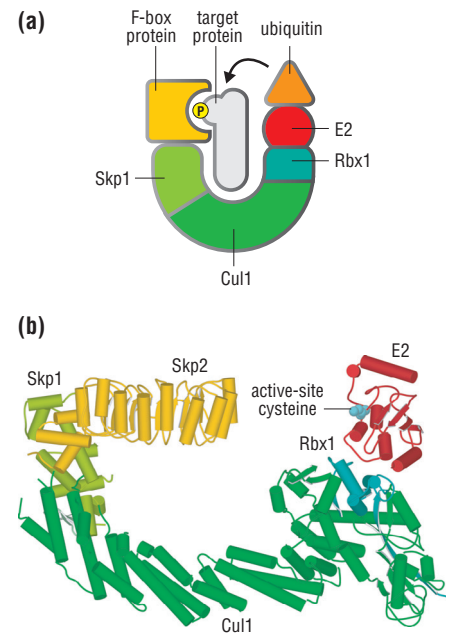 (a)
F-box
protein
target
protein
ubiquitin
P
E2
Rbx1
Skp1
Cul1
(b)
E2
Skp1
Skp2
active-site
cysteine
Rbx1
Cul1